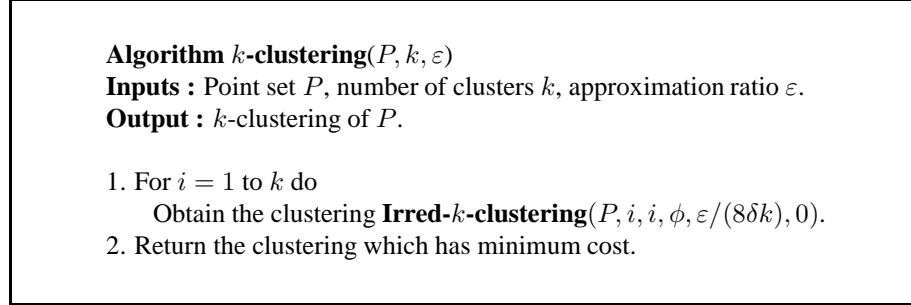 Algorithm k-clustering(P, k, ε)
Inputs : Point set P, number of clusters k, approximation ratio ε.
Output : k-clustering of P.
1. For i = 1 to k do
Obtain the clustering Irred-k-clustering(P, i, i, ϕ, ε/(8δk), 0).
2. Return the clustering which has minimum cost.